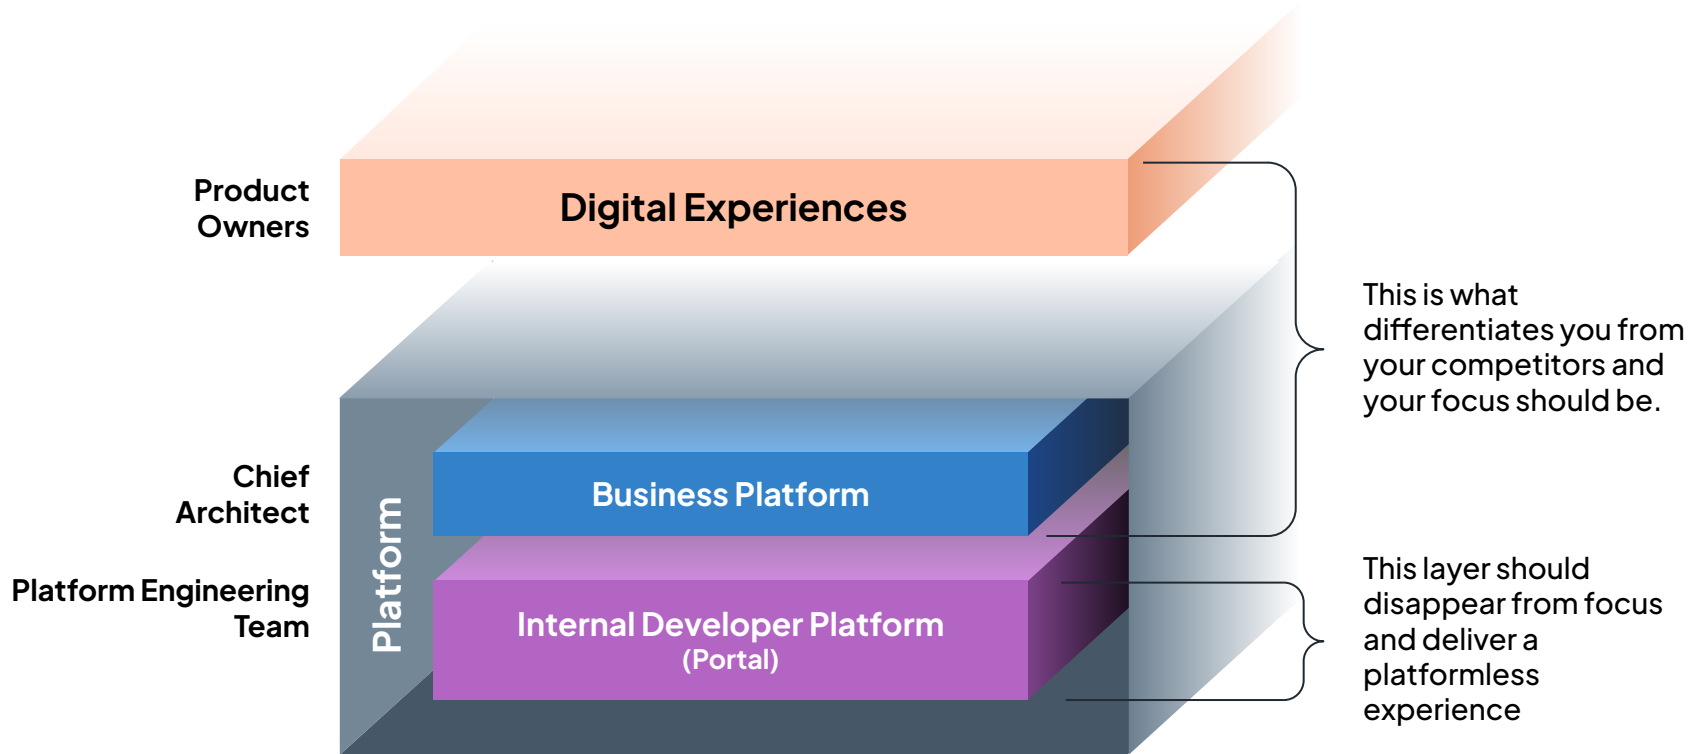 Product
Owners
Digital Experiences
This is what
differentiates you from
your competitors and
your focus should be.
Chief
Architect
Platform
Business Platform
Platform Engineering
Team
Internal Developer Platform
(Portal)
This layer should
disappear from focus
and deliver a
platformless
experience